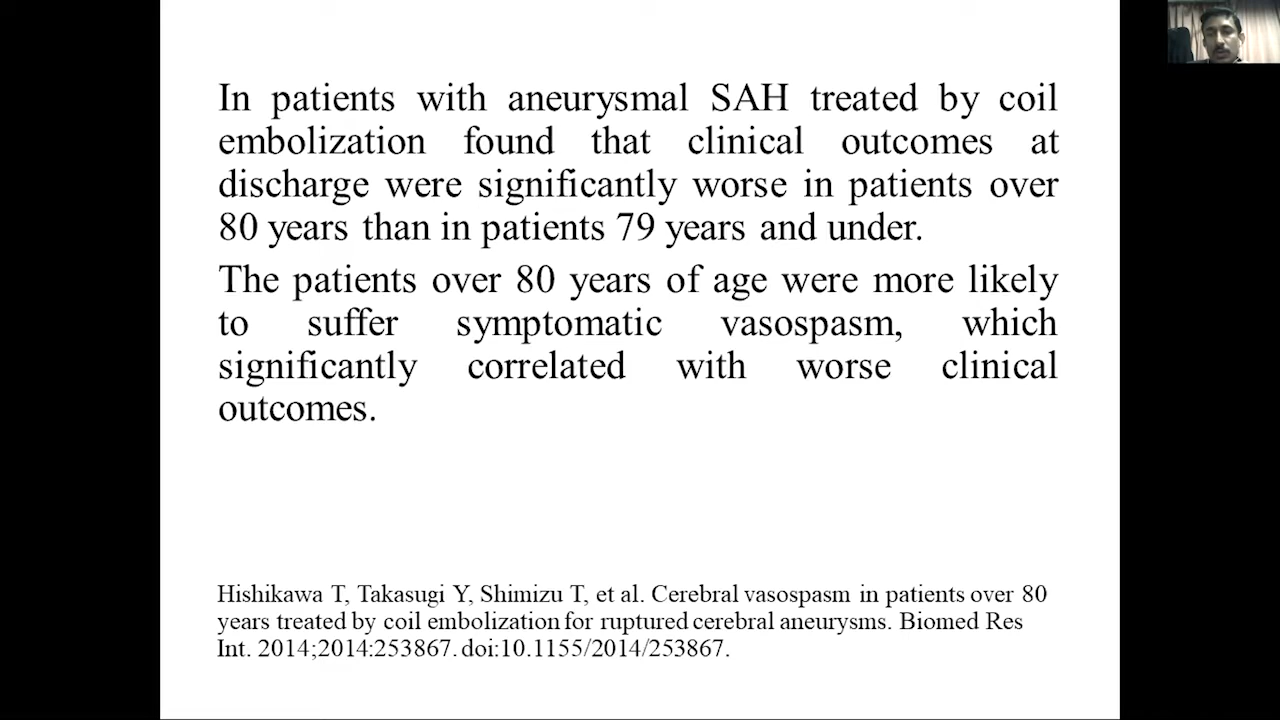 In patients with aneurysmal SAH treated by coil
embolization found that clinical outcomes at
discharge were significantly worse in patients over
80 years than in patients 79 years and under.
The patients over 80 years of age were more likely
to suffer symptomatic vasospasm, which
significantly correlated with worse clinical
outcomes.
Hishikawa T, Takasugi Y, Shimizu T, et al. Cerebral vasospasm in patients over 80
years treated by coil embolization for ruptured cerebral aneurysms. Biomed Res
Int. 2014;2014:253867. doi:10.1155/2014/253867.